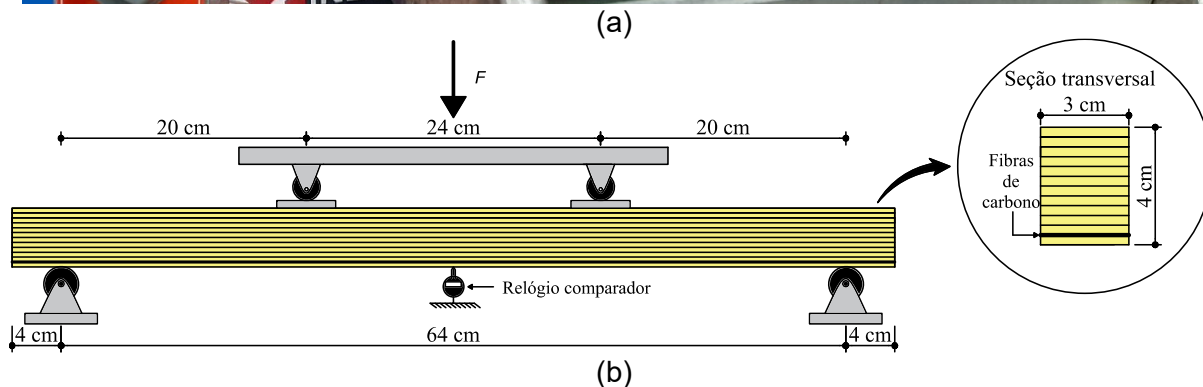 (a)
F
20 cm
24 cm
20 cm
Seção transversal
3 cm
Fibras
de
carbono
4 cm
Relógio comparador
4 cm
64 cm
4 cm
(b)